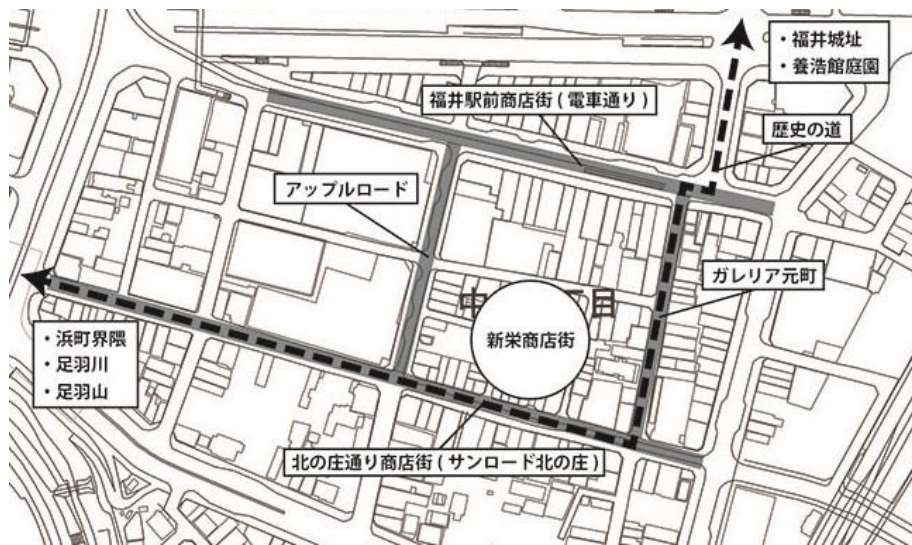 ・福井城址
・養浩館庭園
福井駅前商店街(電車通り)
歴史の道
アップルロード
ガレリア元町
新栄商店街
・浜町界隈
・足羽川
・足羽山
北の庄通り商店街(サンロード北の庄)